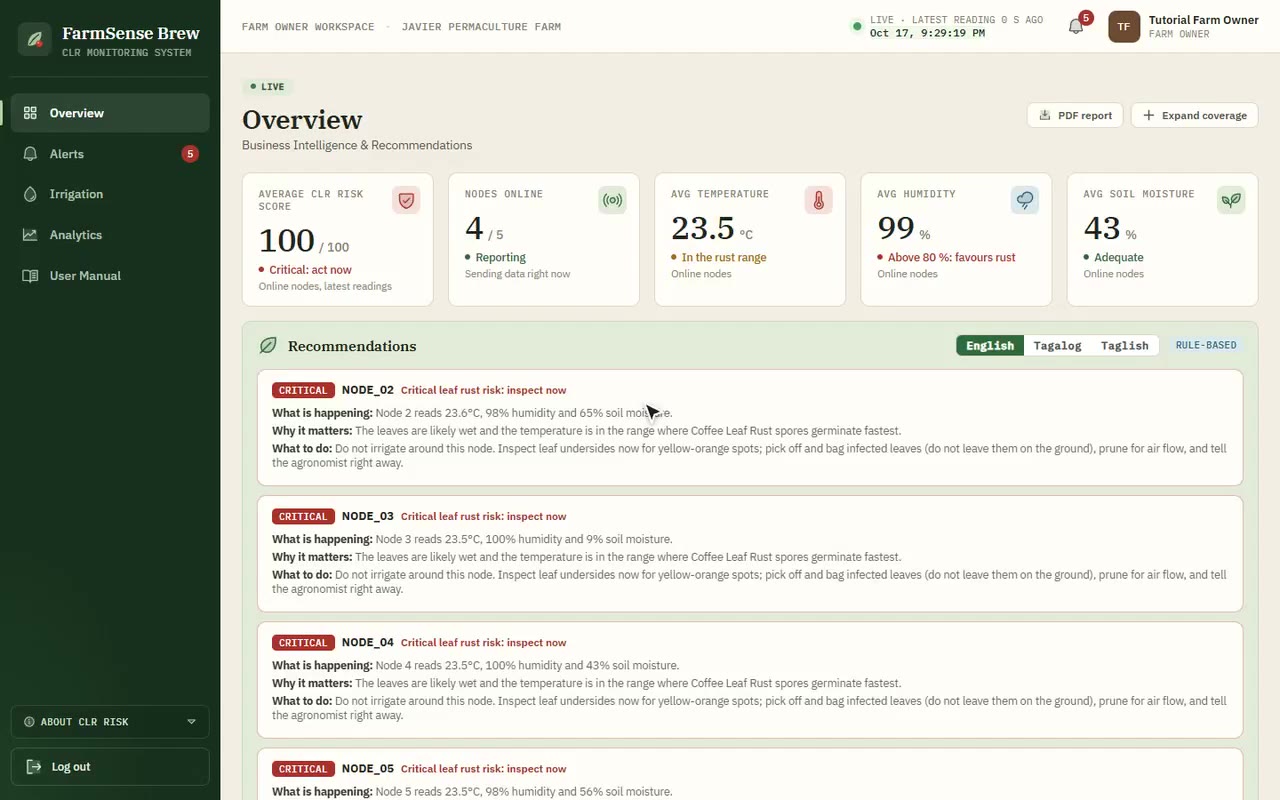 FarmSense Brew
CLR MONITORING SYSTEM
Overview
Alerts
5
Irrigation
Analytics
User Manual
ABOUT CLR RISK
Log out
FARM OWNER WORKSPACE · JAVIER PERMACULTURE FARM
LIVE · LATEST READING 0 S AGO
Oct 17, 9:29:19 PM
5
TF
Tutorial Farm Owner
FARM OWNER
LIVE
Overview
Business Intelligence & Recommendations
PDF report
Expand coverage
AVERAGE CLR RISK
SCORE
100 / 100
Critical: act now
Online nodes, latest readings
NODES ONLINE
4 / 5
Reporting
Sending data right now
AVG TEMPERATURE
23.5 °C
In the rust range
Online nodes
AVG HUMIDITY
99 %
Above 80 %: favours rust
Online nodes
AVG SOIL MOISTURE
43 %
Adequate
Online nodes
Recommendations
English Tagalog Taglish
RULE-BASED
CRITICAL NODE_02 Critical leaf rust risk: inspect now
What is happening: Node 2 reads 23.6°C, 98% humidity and 65% soil moisture.
Why it matters: The leaves are likely wet and the temperature is in the range where Coffee Leaf Rust spores germinate fastest.
What to do: Do not irrigate around this node. Inspect leaf undersides now for yellow-orange spots; pick off and bag infected leaves (do not leave them on the ground), prune for air flow, and tell
the agronomist right away.
CRITICAL NODE_03 Critical leaf rust risk: inspect now
What is happening: Node 3 reads 23.5°C, 100% humidity and 9% soil moisture.
Why it matters: The leaves are likely wet and the temperature is in the range where Coffee Leaf Rust spores germinate fastest.
What to do: Do not irrigate around this node. Inspect leaf undersides now for yellow-orange spots; pick off and bag infected leaves (do not leave them on the ground), prune for air flow, and tell
the agronomist right away.
CRITICAL NODE_04 Critical leaf rust risk: inspect now
What is happening: Node 4 reads 23.5°C, 100% humidity and 43% soil moisture.
Why it matters: The leaves are likely wet and the temperature is in the range where Coffee Leaf Rust spores germinate fastest.
What to do: Do not irrigate around this node. Inspect leaf undersides now for yellow-orange spots; pick off and bag infected leaves (do not leave them on the ground), prune for air flow, and tell
the agronomist right away.
CRITICAL NODE_05 Critical leaf rust risk: inspect now
What is happening: Node 5 reads 23.5°C, 98% humidity and 56% soil moisture.